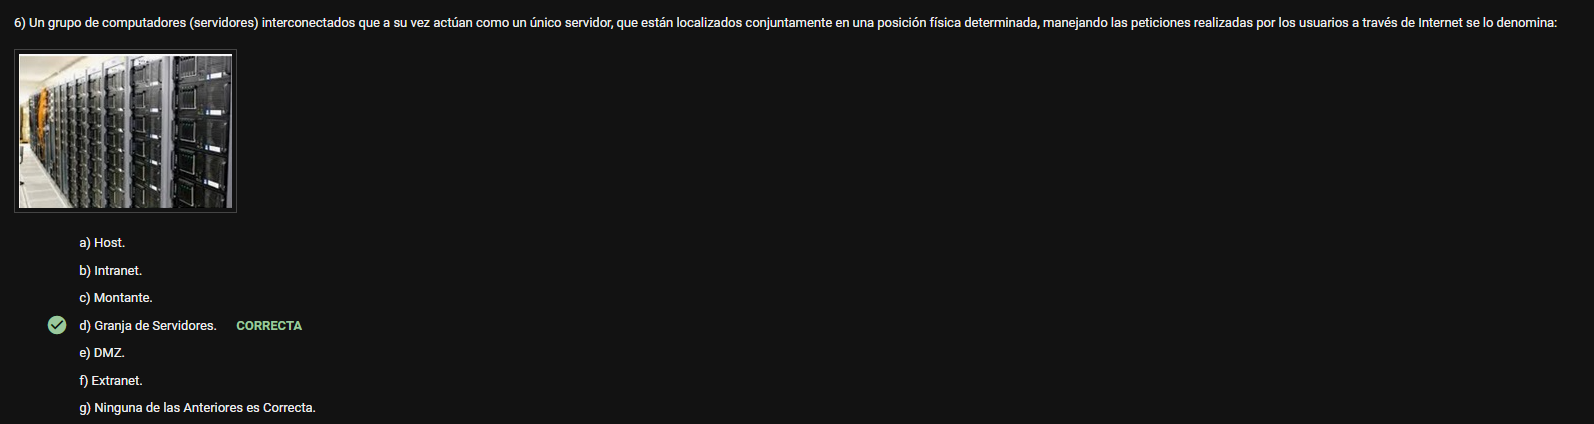 6) Un grupo de computadores (servidores) interconectados que a su vez actúan como un único servidor, que están localizados conjuntamente en una posición física determinada, manejando las peticiones realizadas por los usuarios a través de Internet se lo denomina:
a) Host.
b) Intranet.
c) Montante.
d) Granja de Servidores. CORRECTA
e) DMZ.
f) Extranet.
g) Ninguna de las Anteriores es Correcta.